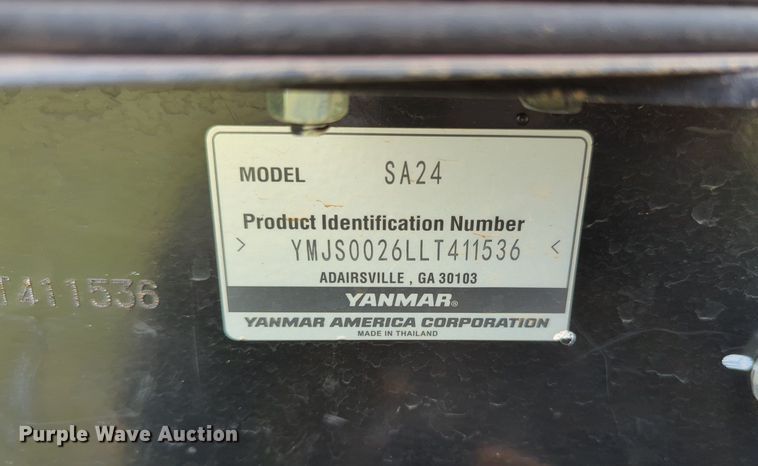 MODEL SA24
Product Identification Number
> YMJS0026LLT411536 <
ADAIRSVILLE , GA 30103
YANMAR®
YANMAR AMERICA CORPORATION
MADE IN THAILAND
T411536
Purple Wave Auction